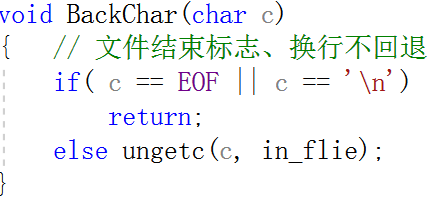 void BackChar(char c)
{ // 文件结束标志、换行不回退
if( c == EOF || c == '\n')
return;
else ungetc(c, in_flie);
}